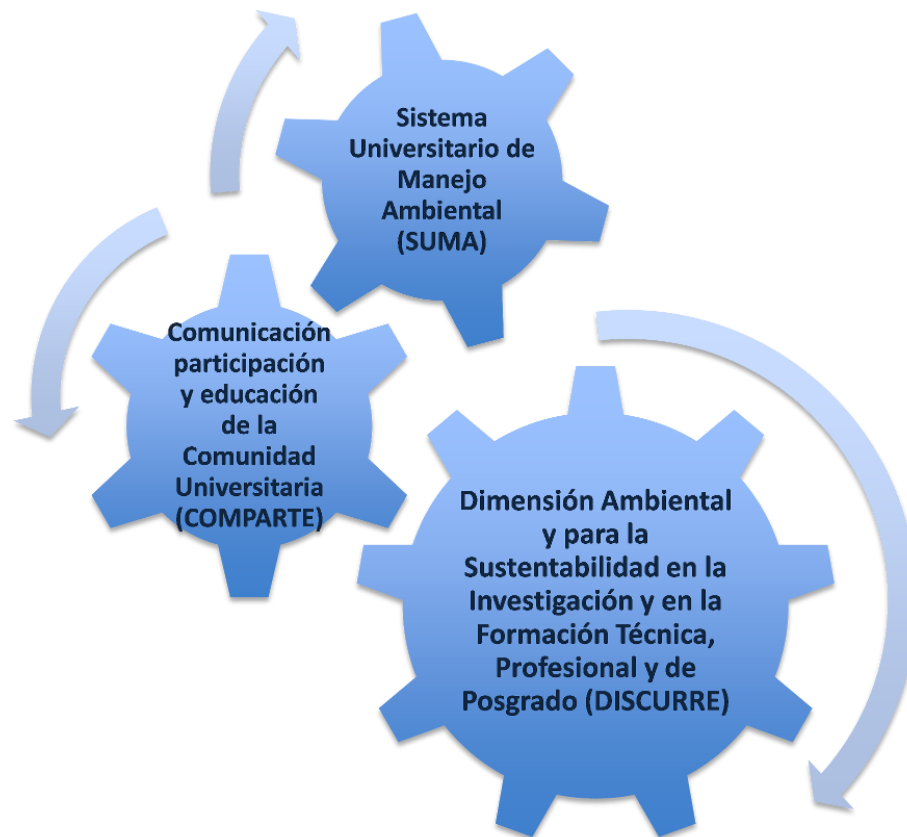 Sistema
Universitario de
Manejo
Ambiental
(SUMA)
Comunicación
participación
y educación
de la
Comunidad
Universitaria
(COMPARTE)
Dimensión Ambiental
y para la
Sustentabilidad en la
Investigación y en la
Formación Técnica,
Profesional y de
Posgrado (DISCURRE)